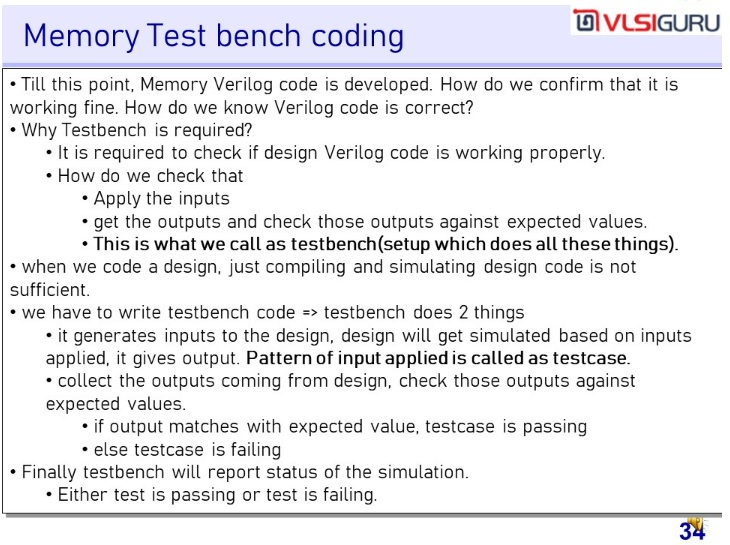 Memory Test bench coding
VLSIGURU
• Till this point, Memory Verilog code is developed. How do we confirm that it is
working fine. How do we know Verilog code is correct?
• Why Testbench is required?
• It is required to check if design Verilog code is working properly.
• How do we check that
• Apply the inputs
• get the outputs and check those outputs against expected values.
• This is what we call as testbench(setup which does all these things).
• when we code a design, just compiling and simulating design code is not
sufficient.
• we have to write testbench code => testbench does 2 things
• it generates inputs to the design, design will get simulated based on inputs
applied, it gives output. Pattern of input applied is called as testcase.
• collect the outputs coming from design, check those outputs against
expected values.
• if output matches with expected value, testcase is passing
• else testcase is failing
• Finally testbench will report status of the simulation.
• Either test is passing or test is failing.
34